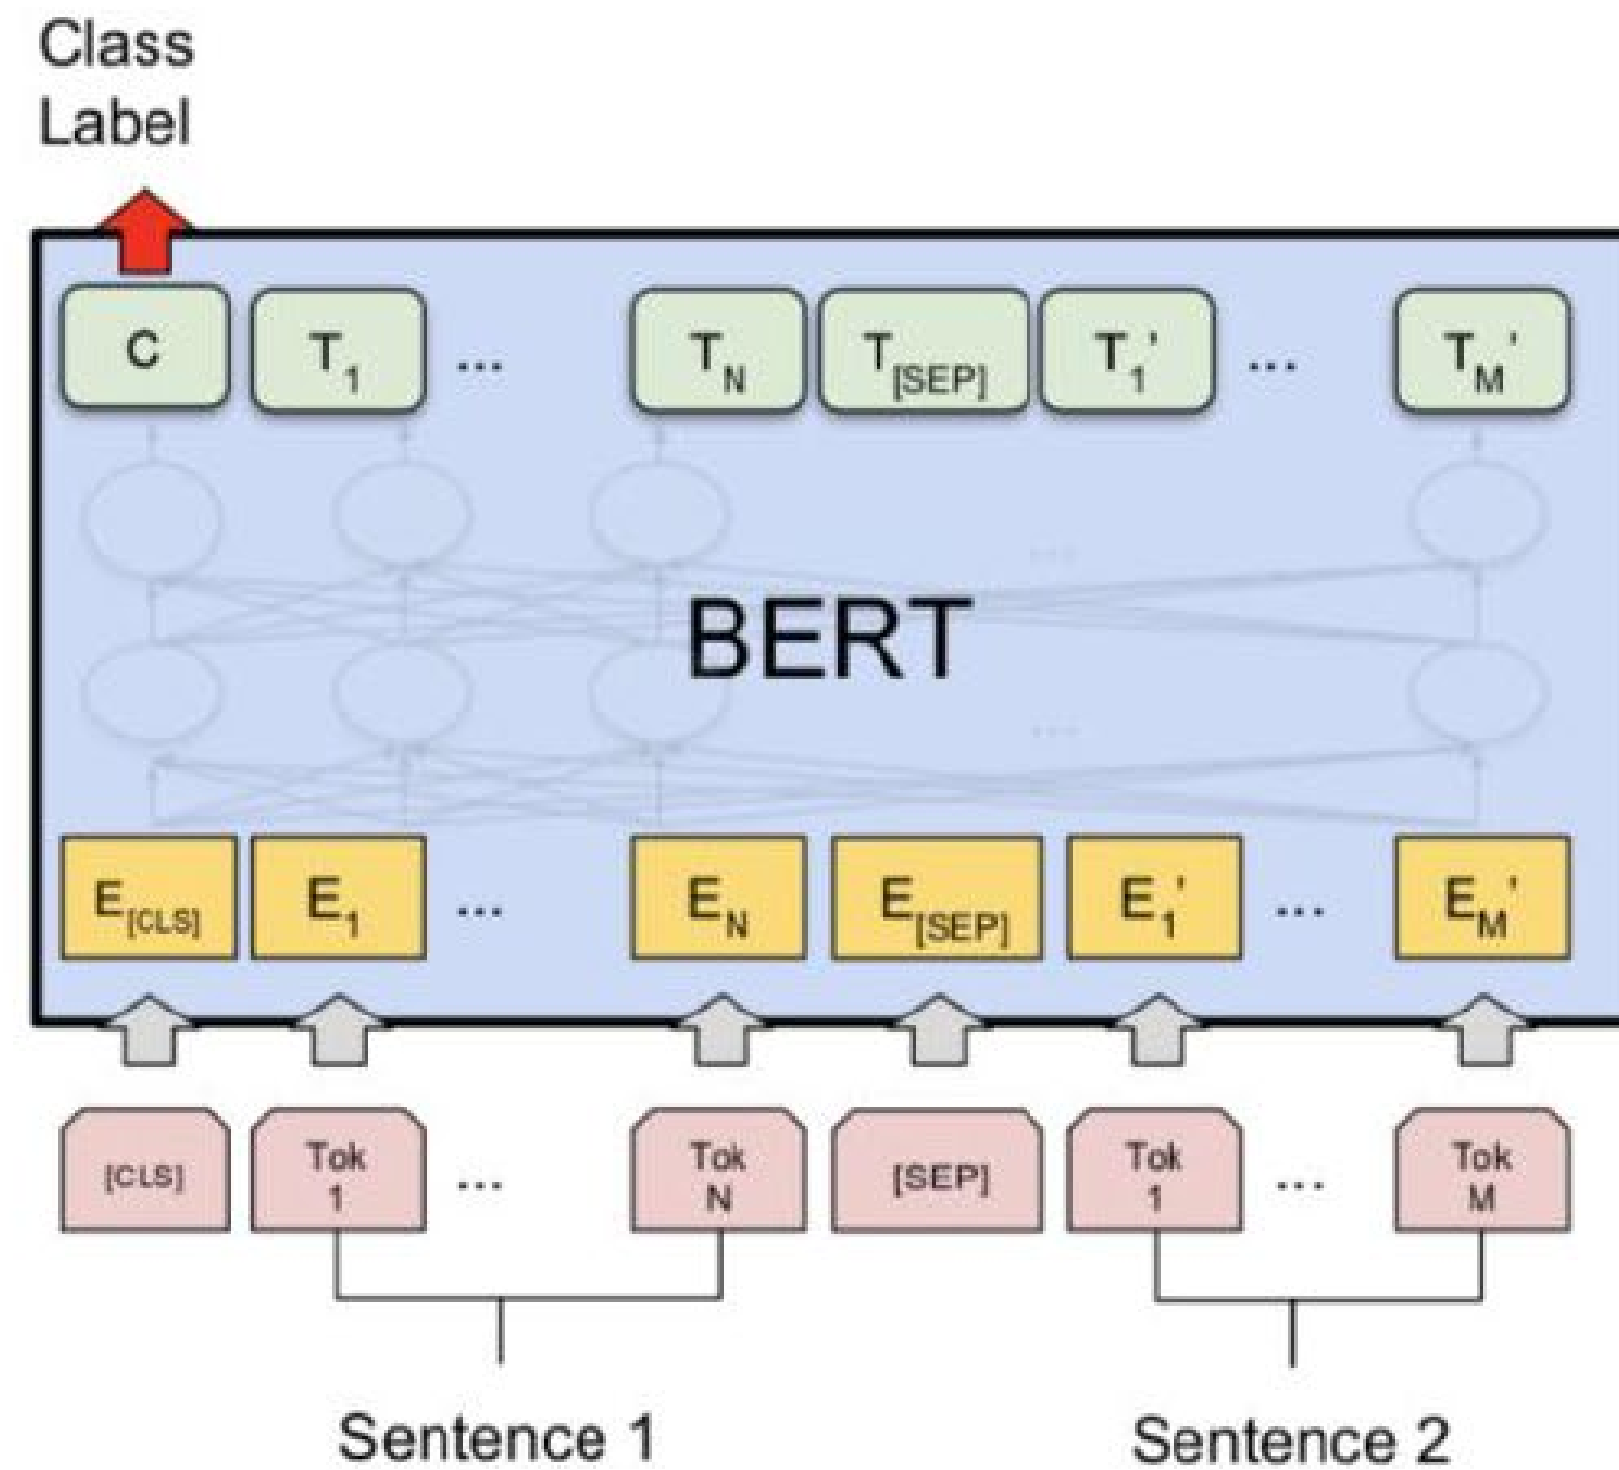 Class
Label
C T1 ... TN T[SEP] T1' ... TM'
...
BERT
...
E[CLS] E1 ... EN E[SEP] E1' ... EM'
[CLS] Tok 1 ... Tok N [SEP] Tok 1 ... Tok M
Sentence 1 Sentence 2